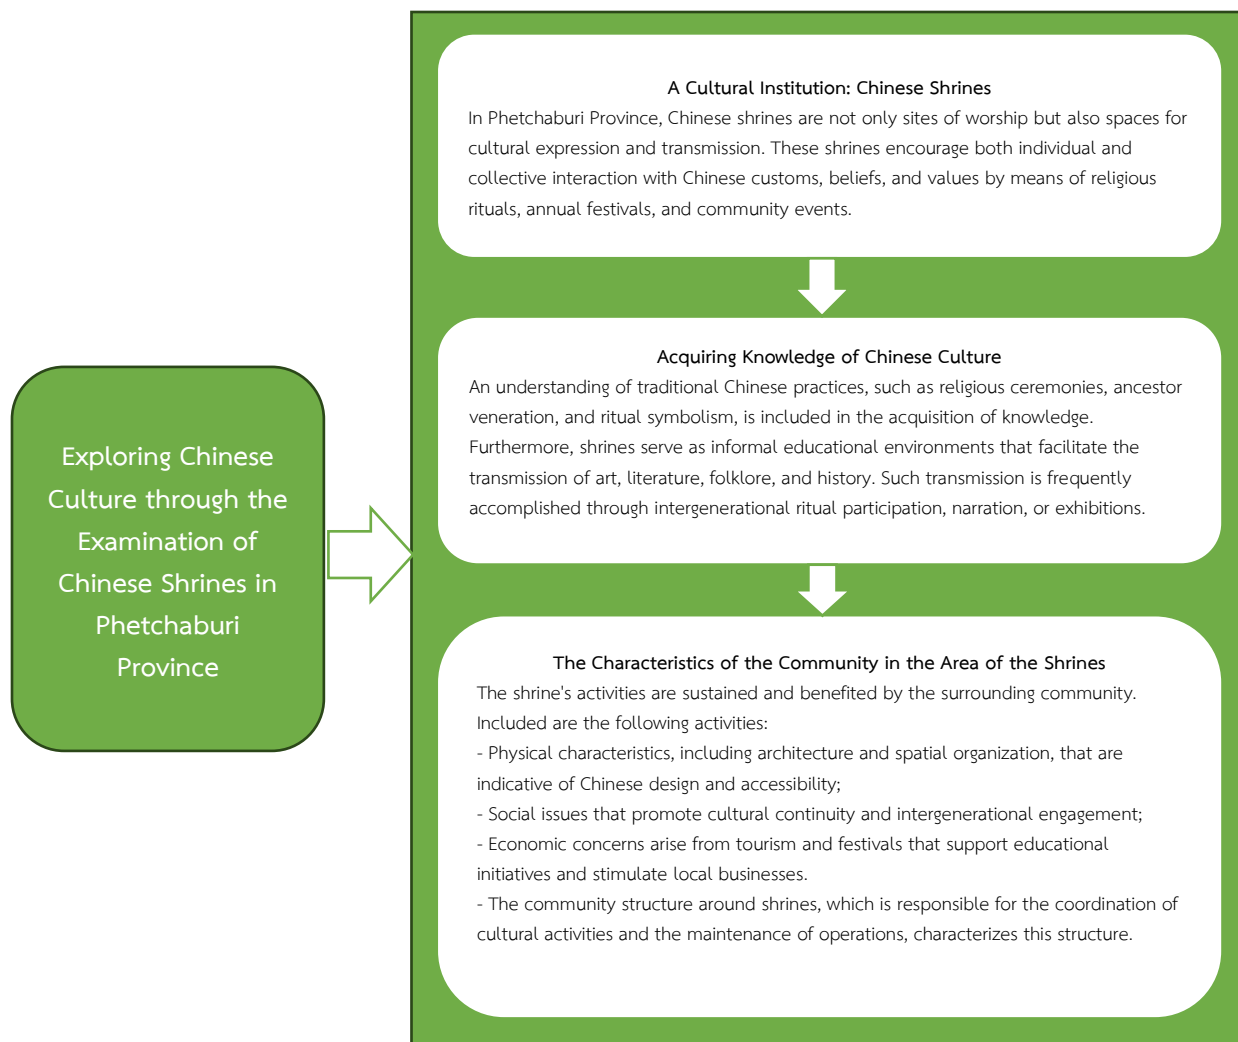 Exploring Chinese
Culture through the
Examination of
Chinese Shrines in
Phetchaburi
Province
A Cultural Institution: Chinese Shrines
In Phetchaburi Province, Chinese shrines are not only sites of worship but also spaces for
cultural expression and transmission. These shrines encourage both individual and
collective interaction with Chinese customs, beliefs, and values by means of religious
rituals, annual festivals, and community events.
Acquiring Knowledge of Chinese Culture
An understanding of traditional Chinese practices, such as religious ceremonies, ancestor
veneration, and ritual symbolism, is included in the acquisition of knowledge.
Furthermore, shrines serve as informal educational environments that facilitate the
transmission of art, literature, folklore, and history. Such transmission is frequently
accomplished through intergenerational ritual participation, narration, or exhibitions.
The Characteristics of the Community in the Area of the Shrines
The shrine's activities are sustained and benefited by the surrounding community.
Included are the following activities:
- Physical characteristics, including architecture and spatial organization, that are
indicative of Chinese design and accessibility;
- Social issues that promote cultural continuity and intergenerational engagement;
- Economic concerns arise from tourism and festivals that support educational
initiatives and stimulate local businesses.
- The community structure around shrines, which is responsible for the coordination of
cultural activities and the maintenance of operations, characterizes this structure.